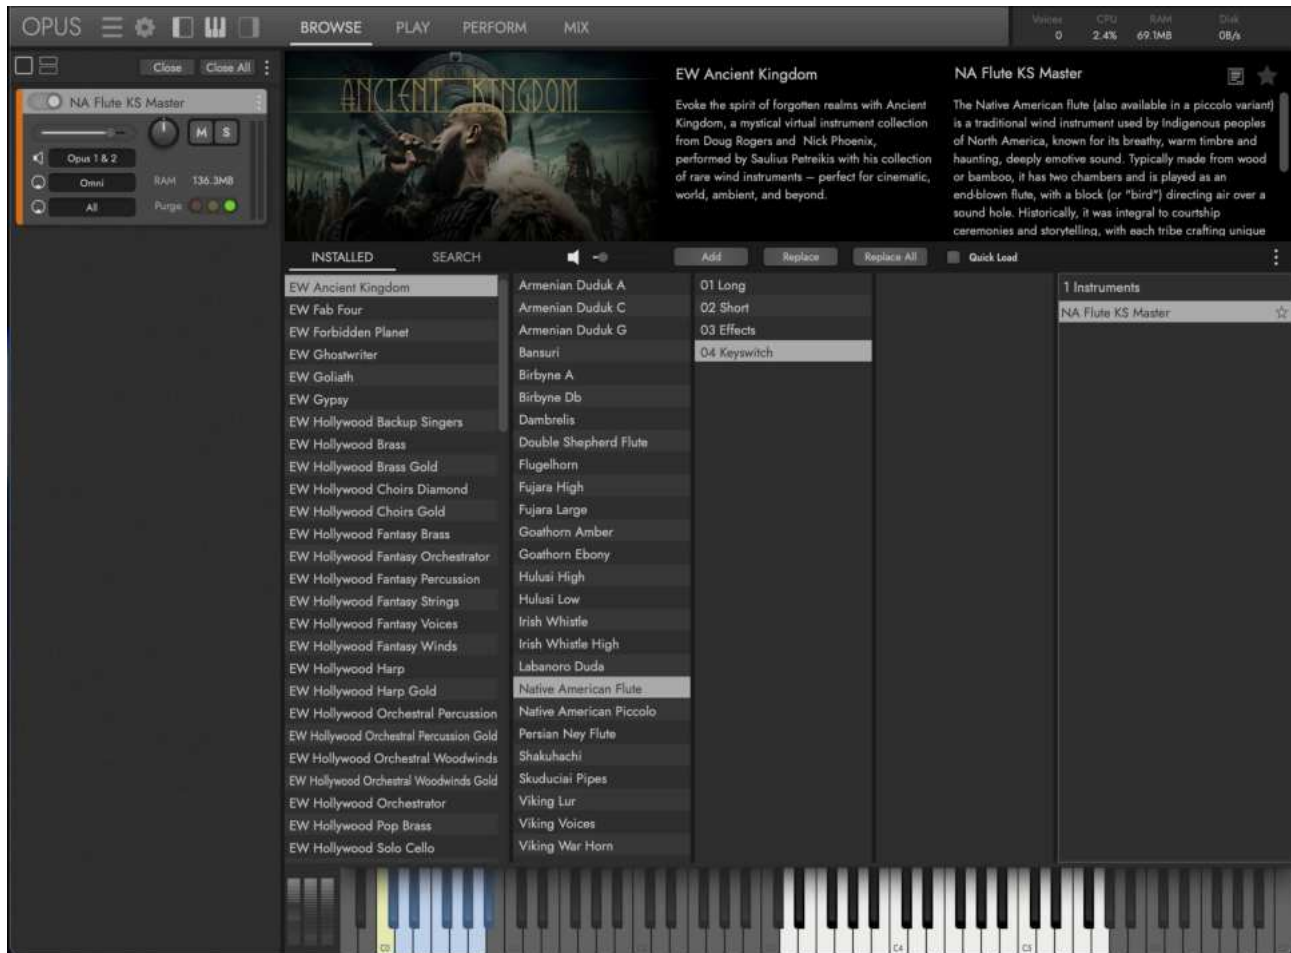 OPUS
BROWSE
PLAY
PERFORM
MIX
Voices
CPU
RAM
Disk
0
2.4%
69.1MB
0B/s
Close
Close All
NA Flute KS Master
M
S
Opus 1 & 2
Omni
RAM
136.3MB
All
Purge
ANCIENT KINGDOM
EW Ancient Kingdom
Evoke the spirit of forgotten realms with Ancient
Kingdom, a mystical virtual instrument collection
from Doug Rogers and Nick Phoenix,
performed by Saulius Petreikis with his collection
of rare wind instruments – perfect for cinematic,
world, ambient, and beyond.
NA Flute KS Master
The Native American flute (also available in a piccolo variant)
is a traditional wind instrument used by Indigenous peoples
of North America, known for its breathy, warm timbre and
haunting, deeply emotive sound. Typically made from wood
or bamboo, it has two chambers and is played as an
end-blown flute, with a block (or "bird") directing air over a
sound hole. Historically, it was integral to courtship
ceremonies and storytelling, with each tribe crafting unique
INSTALLED
SEARCH
Add
Replace
Replace All
Quick Load
EW Ancient Kingdom
EW Fab Four
EW Forbidden Planet
EW Ghostwriter
EW Goliath
EW Gypsy
EW Hollywood Backup Singers
EW Hollywood Brass
EW Hollywood Brass Gold
EW Hollywood Choirs Diamond
EW Hollywood Choirs Gold
EW Hollywood Fantasy Brass
EW Hollywood Fantasy Orchestrator
EW Hollywood Fantasy Percussion
EW Hollywood Fantasy Strings
EW Hollywood Fantasy Voices
EW Hollywood Fantasy Winds
EW Hollywood Harp
EW Hollywood Harp Gold
EW Hollywood Orchestral Percussion
EW Hollywood Orchestral Percussion Gold
EW Hollywood Orchestral Woodwinds
EW Hollywood Orchestral Woodwinds Gold
EW Hollywood Orchestrator
EW Hollywood Pop Brass
EW Hollywood Solo Cello
Armenian Duduk A
Armenian Duduk C
Armenian Duduk G
Bansuri
Birbyne A
Birbyne Db
Dambrelis
Double Shepherd Flute
Flugelhorn
Fujara High
Fujara Large
Goathorn Amber
Goathorn Ebony
Hulusi High
Hulusi Low
Irish Whistle
Irish Whistle High
Labanoro Duda
Native American Flute
Native American Piccolo
Persian Ney Flute
Shakuhachi
Skuduciai Pipes
Viking Lur
Viking Voices
Viking War Horn
01 Long
02 Short
03 Effects
04 Keyswitch
1 Instruments
NA Flute KS Master
C0
C4
C5